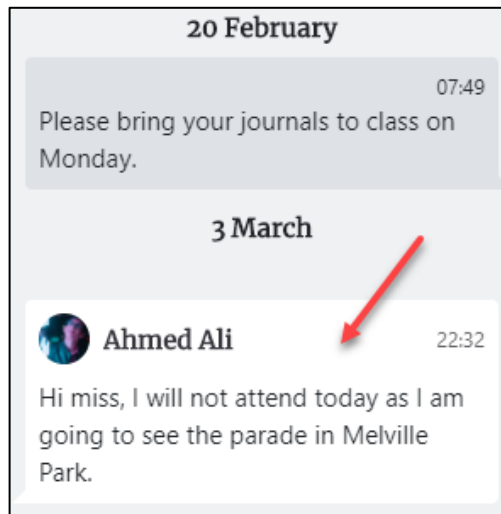 20 February
07:49
Please bring your journals to class on
Monday.
3 March
Ahmed Ali 22:32
Hi miss, I will not attend today as I am
going to see the parade in Melville
Park.